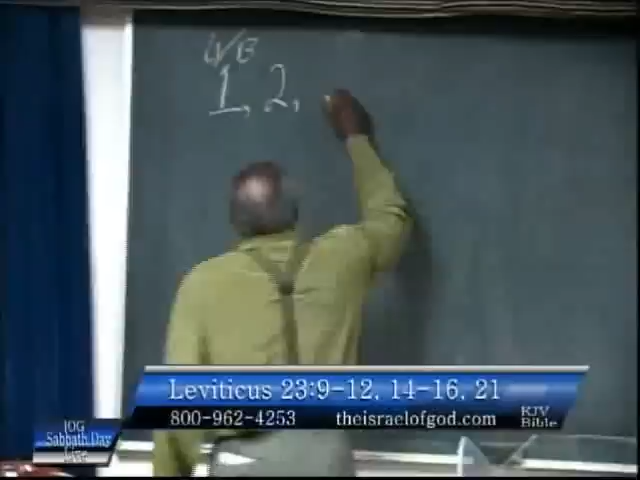 W/B
1, 2,
Leviticus 23:9-12, 14-16, 21
800-962-4253 theisraelofgod.com KJV Bible
IOG
Sabbath Day
Live